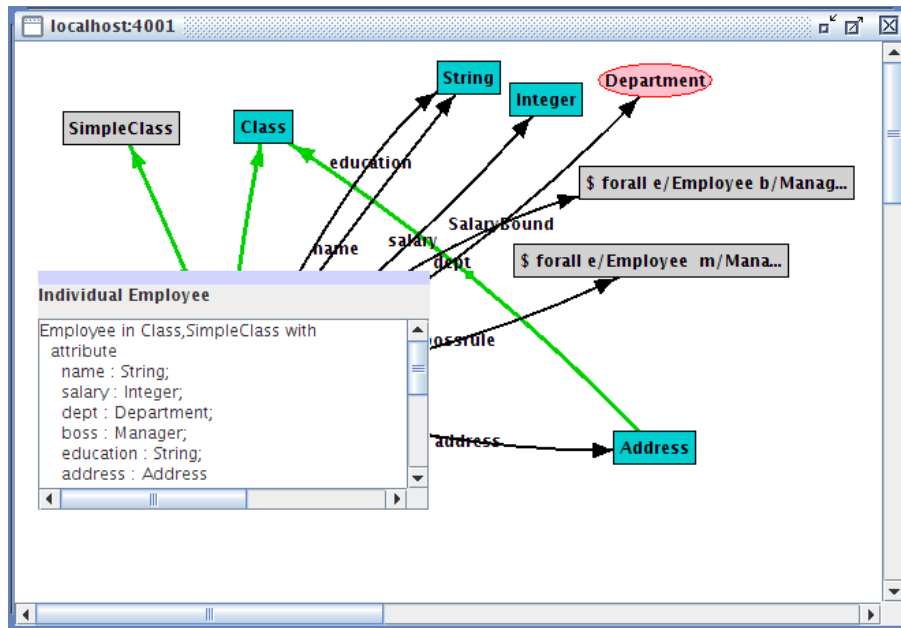 localhost:4001
String
Department
Integer
SimpleClass
Class
education
$ forall e/Employee b/Manag...
SalaryBound
name
salary
dept
$ forall e/Employee m/Mana...
Individual Employee
Employee in Class,SimpleClass with
attribute
name : String;
bossrule
salary : Integer;
dept : Department;
boss : Manager;
education : String;
address
Address
address : Address